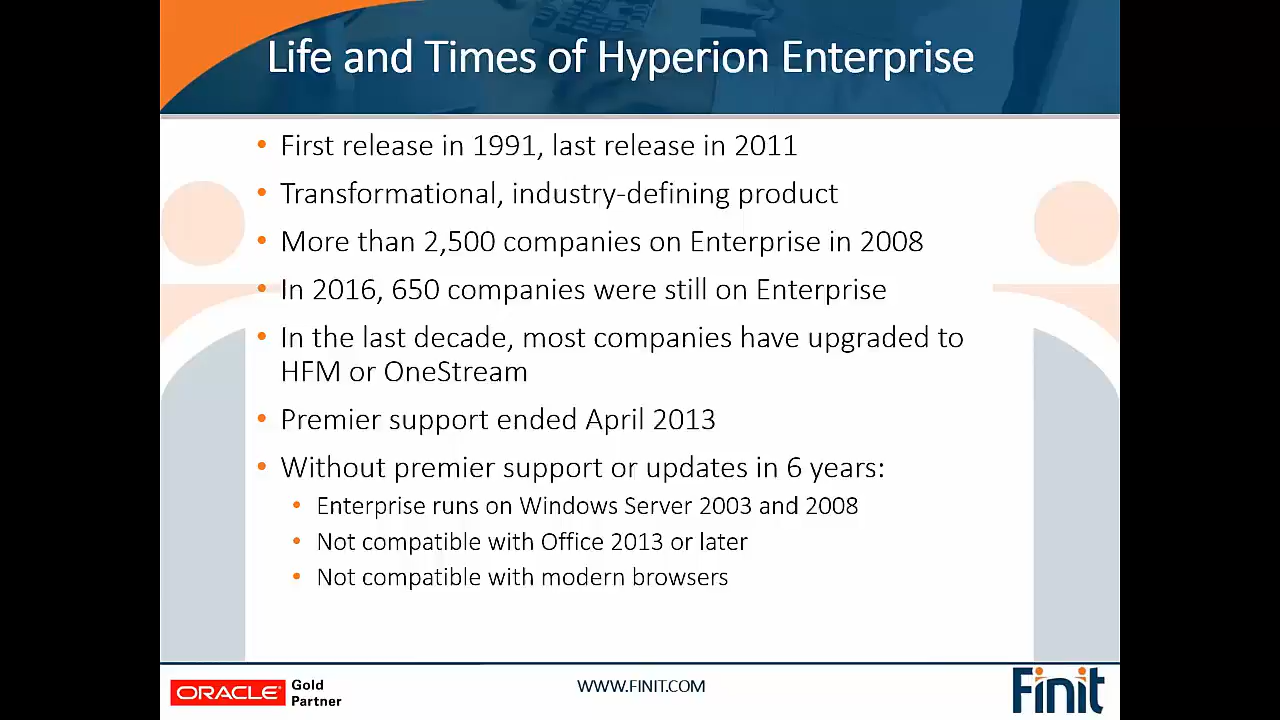 Life and Times of Hyperion Enterprise
• First release in 1991, last release in 2011
• Transformational, industry-defining product
• More than 2,500 companies on Enterprise in 2008
• In 2016, 650 companies were still on Enterprise
• In the last decade, most companies have upgraded to
HFM or OneStream
• Premier support ended April 2013
• Without premier support or updates in 6 years:
• Enterprise runs on Windows Server 2003 and 2008
• Not compatible with Office 2013 or later
• Not compatible with modern browsers
ORACLE Gold
Partner
WWW.FINIT.COM
Finit